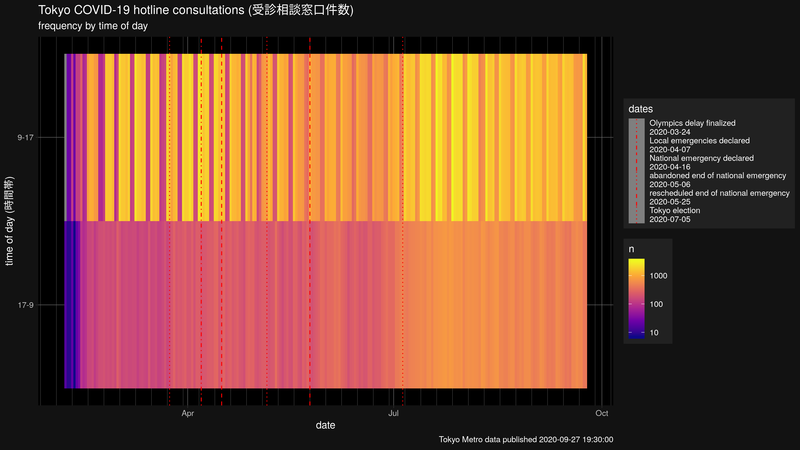 Tokyo COVID-19 hotline consultations (受診相談窓口件数)
frequency by time of day
time of day (時間帯)
9-17
17-9
Apr
Jul
Oct
date
dates
Olympics delay finalized
2020-03-24
Local emergencies declared
2020-04-07
National emergency declared
2020-04-16
abandoned end of national emergency
2020-05-06
rescheduled end of national emergency
2020-05-25
Tokyo election
2020-07-05
n
1000
100
10
Tokyo Metro data published 2020-09-27 19:30:00